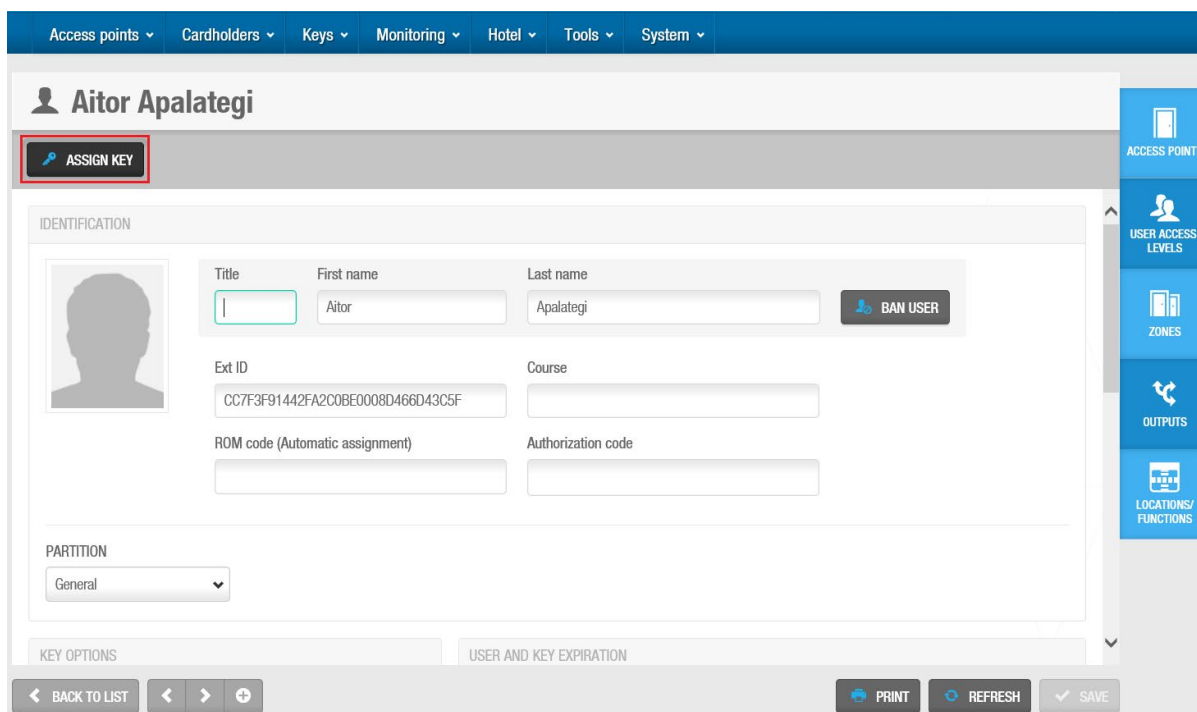 Access points Cardholders Keys Monitoring Hotel Tools System
Aitor Apalategi
ASSIGN KEY
IDENTIFICATION
Title First name Last name
Aitor Apalategi BAN USER
Ext ID Course
CC7F3F91442FA2C0BE0008D466D43C5F
ROM code (Automatic assignment) Authorization code
PARTITION
General
KEY OPTIONS USER AND KEY EXPIRATION
BACK TO LIST PRINT REFRESH SAVE
ACCESS POINT
USER ACCESS
LEVELS
ZONES
OUTPUTS
LOCATIONS/
FUNCTIONS